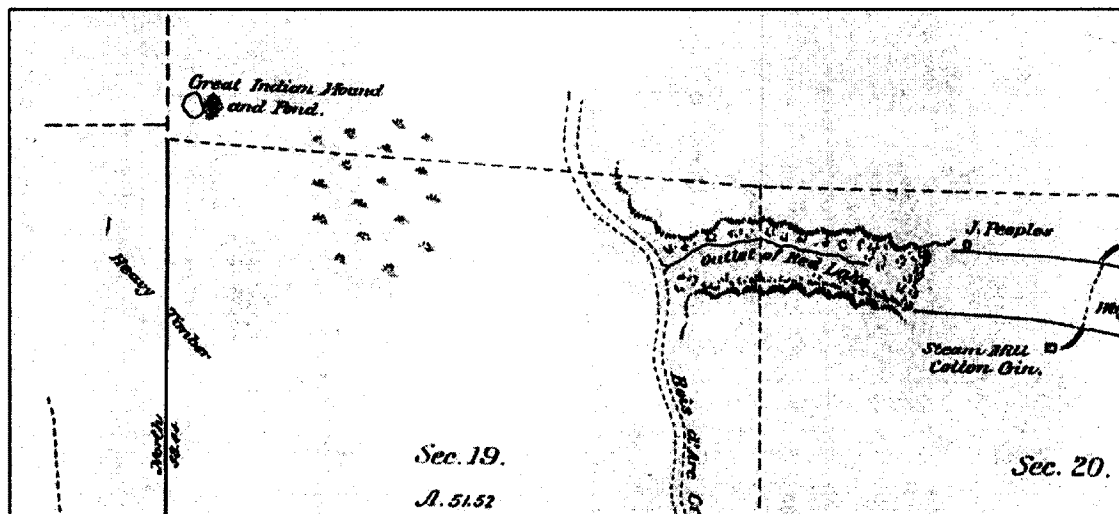 Great Indian Mound
and Pond.
J. Peeples
Outlet of Red Lake
Heavy
Timber
Steam Mill
Cotton Gin.
North
Bois d'Arc
Sec. 19.
A. 51.52
Sec. 20.